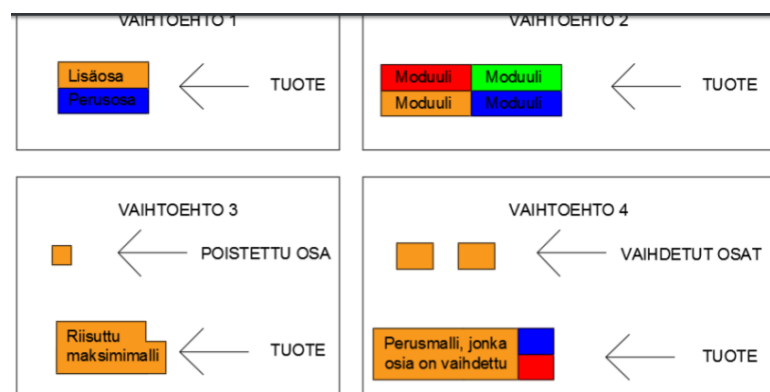 VAIHTOEHTO 1
Lisäosa
Perusosa
TUOTE
VAIHTOEHTO 2
Moduuli Moduuli
Moduuli Moduuli
TUOTE
VAIHTOEHTO 3
POISTETTU OSA
Riisuttu
maksimimalli
TUOTE
VAIHTOEHTO 4
VAIHDETUT OSAT
Perusmalli, jonka
osia on vaihdettu
TUOTE